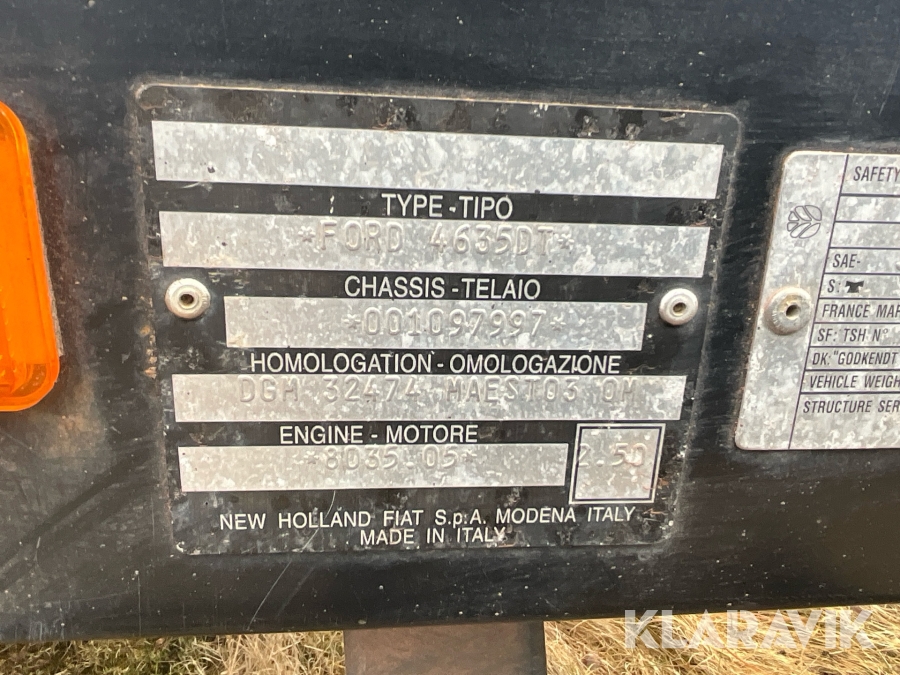 TYPE-TIPO
*FORD 4635DT*
CHASSIS-TELAIO
*001097997*
HOMOLOGATION-OMOLOGAZIONE
DGM 32474 MAEST03 OM
ENGINE-MOTORE
*8035.05*
2.50
NEW HOLLAND FIAT S.p.A. MODENA ITALY
MADE IN ITALY
SAFETY
SAE-
S:
FRANCE MAR
SF: TSH N°
DK:"GODKENDT
VEHICLE WEIGH
STRUCTURE SER
KLARAVIK